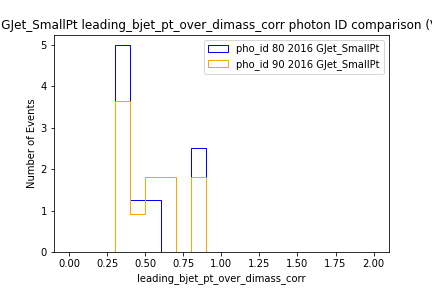 GJet_SmallPt leading_bjet_pt_over_dimass_corr photon ID comparison (
pho_id 80 2016 GJet_SmallPt
pho_id 90 2016 GJet_SmallPt
Number of Events
5
4
3
2
1
0
0.00 0.25 0.50 0.75 1.00 1.25 1.50 1.75 2.00
leading_bjet_pt_over_dimass_corr